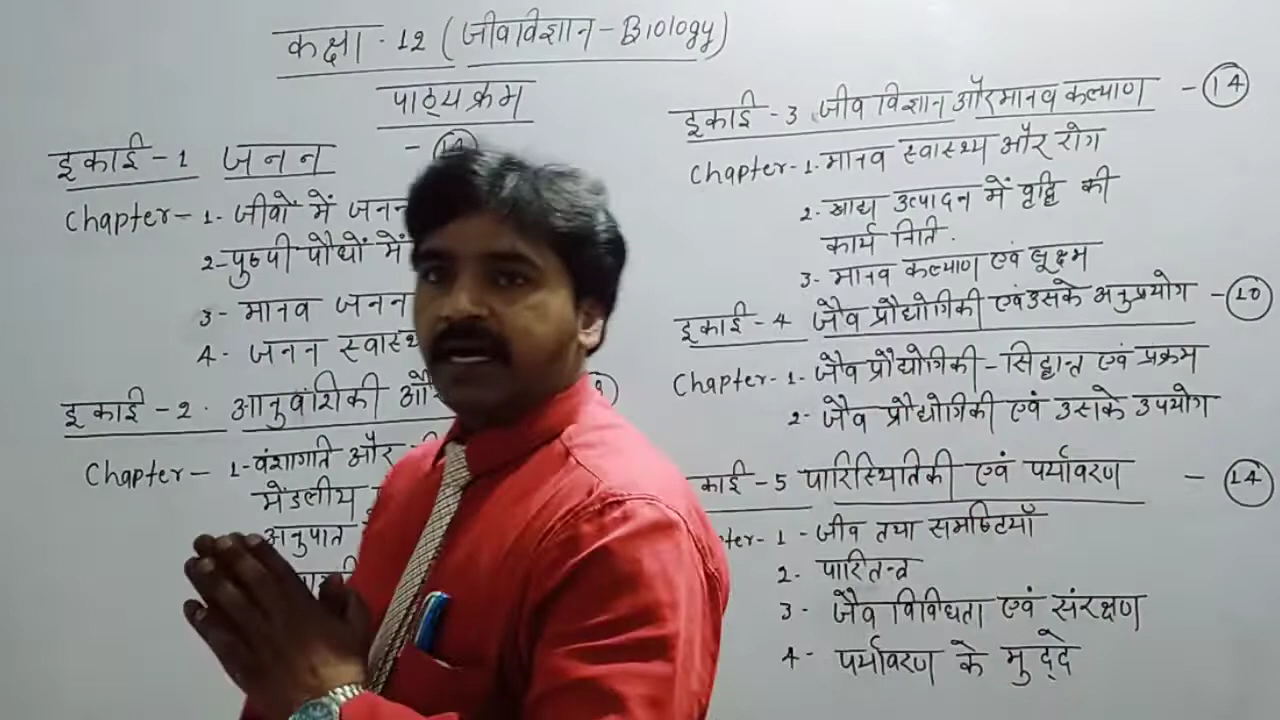 कक्षा - 12 (जीवविज्ञान - Biology)
पाठ्यक्रम
इकाई - 1 जनन -
Chapter - 1- जीवों में जनन
2- पुष्पी पौधों में
3- मानव जनन
4- जनन स्वास्थ
इकाई - 2. आनुवंशिकी और
Chapter - 1- वंशागति और
मेंडलीय
अनुपात
इकाई - 3 जीव विज्ञान और मानव कल्याण - 14
Chapter - 1- मानव स्वास्थ्य और रोग
2- खाद्य उत्पादन में वृद्धि की
कार्य निति.
3- मानव कल्याण एवं सूक्ष्म
इकाई - 4 जैव प्रौद्योगिकी एवं उसके अनुप्रयोग - 10
Chapter - 1- जैव प्रौद्योगिकी - सिद्धान्त एवं प्रक्रम
2- जैव प्रौद्योगिकी एवं उसके उपयोग
काई - 5 पारिस्थितिकी एवं पर्यावरण - 14
ter - 1 - जीव तथा समष्टियाँ
2- पारितन्त्र
3- जैव विविधता एवं संरक्षण
4- पर्यावरण के मुद्दे